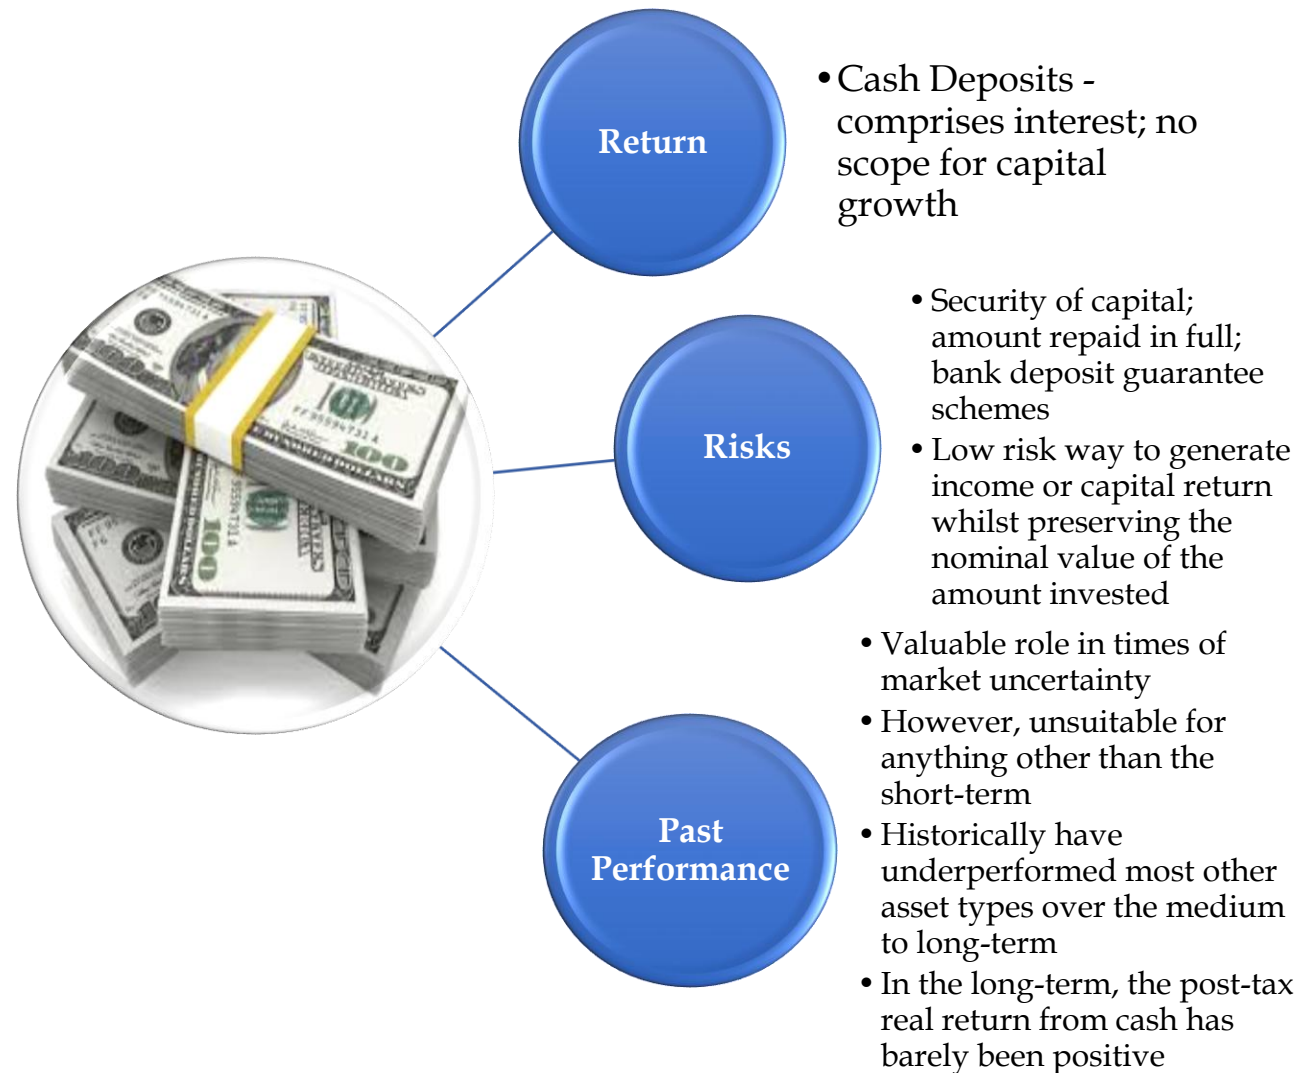 Return
• Cash Deposits -
comprises interest; no
scope for capital
growth
Risks
• Security of capital;
amount repaid in full;
bank deposit guarantee
schemes
• Low risk way to generate
income or capital return
whilst preserving the
nominal value of the
amount invested
Past
Performance
• Valuable role in times of
market uncertainty
• However, unsuitable for
anything other than the
short-term
• Historically have
underperformed most other
asset types over the medium
to long-term
• In the long-term, the post-tax
real return from cash has
barely been positive
100
100